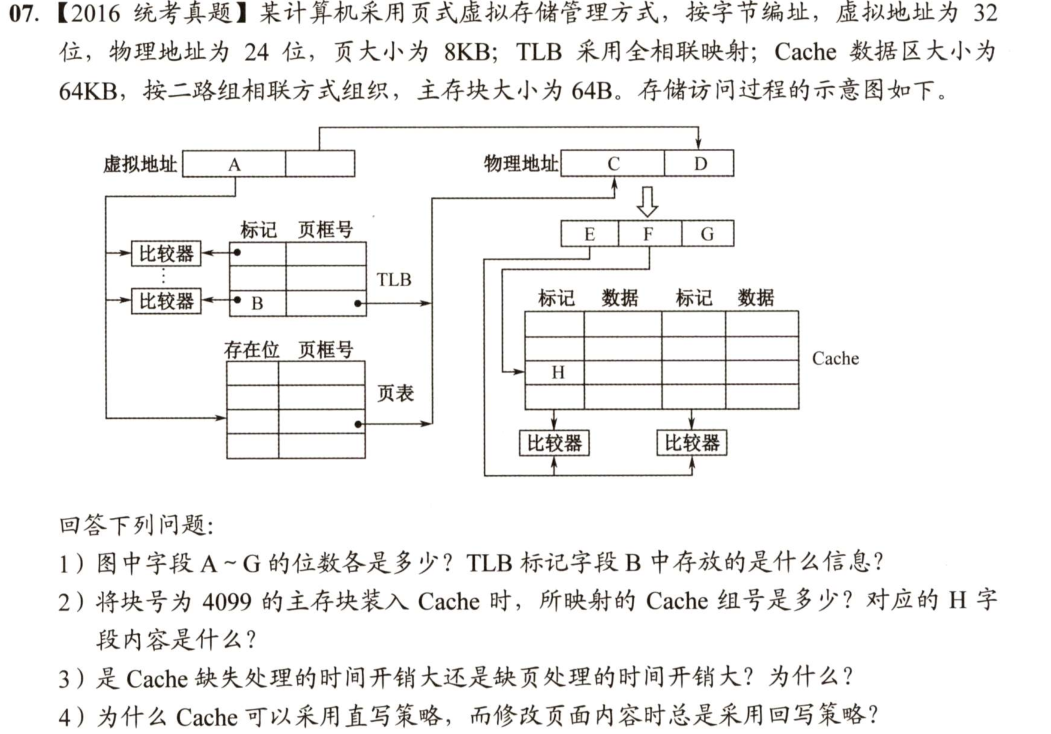 07.【2016 统考真题】某计算机采用页式虚拟存储管理方式，按字节编址，虚拟地址为 32
位，物理地址为 24 位，页大小为 8KB；TLB 采用全相联映射；Cache 数据区大小为
64KB，按二路组相联方式组织，主存块大小为 64B。存储访问过程的示意图如下。
虚拟地址 A 物理地址 C D
标记 页框号 E F G
比较器
⋮ TLB
比较器 B 标记 数据 标记 数据
存在位 页框号 Cache
H
页表
比较器 比较器
回答下列问题：
1）图中字段 A ~ G 的位数各是多少？TLB 标记字段 B 中存放的是什么信息？
2）将块号为 4099 的主存块装入 Cache 时，所映射的 Cache 组号是多少？对应的 H 字
段内容是什么？
3）是 Cache 缺失处理的时间开销大还是缺页处理的时间开销大？为什么？
4）为什么 Cache 可以采用直写策略，而修改页面内容时总是采用回写策略？